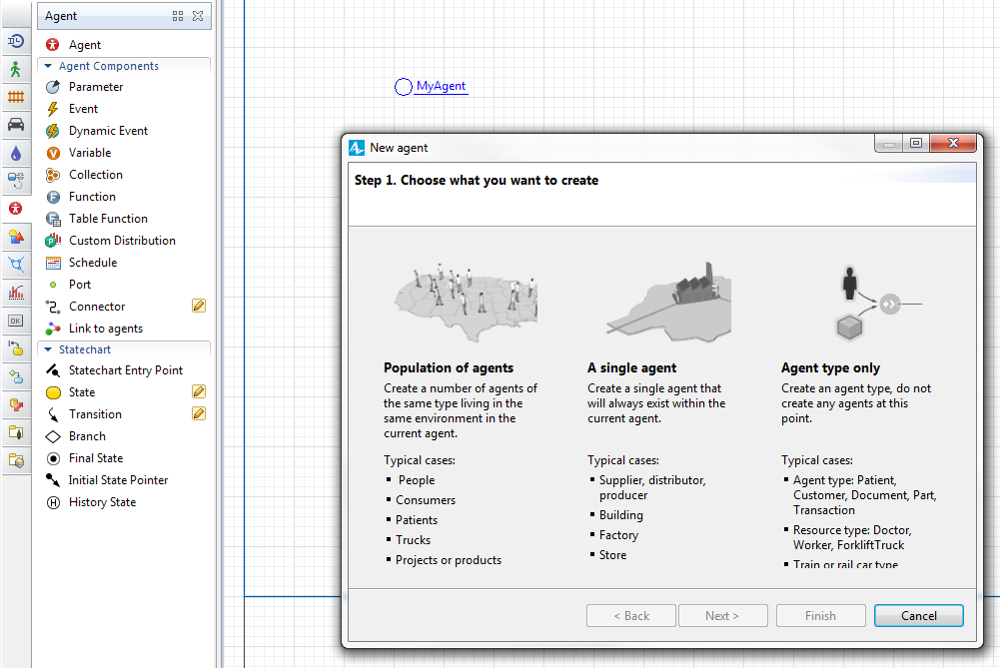 Agent
Agent
Agent Components
Parameter
Event
Dynamic Event
Variable
Collection
Function
Table Function
Custom Distribution
Schedule
Port
Connector
Link to agents
Statechart
Statechart Entry Point
State
Transition
Branch
Final State
Initial State Pointer
History State
OK
MyAgent
New agent
Step 1. Choose what you want to create
Population of agents
Create a number of agents of
the same type living in the
same environment in the
current agent.
Typical cases:
People
Consumers
Patients
Trucks
Projects or products
A single agent
Create a single agent that
will always exist within the
current agent.
Typical cases:
Supplier, distributor,
producer
Building
Factory
Store
Agent type only
Create an agent type, do not
create any agents at this
point.
Typical cases:
Agent type: Patient,
Customer, Document, Part,
Transaction
Resource type: Doctor,
Worker, ForkliftTruck
Train or rail car type
< Back
Next >
Finish
Cancel